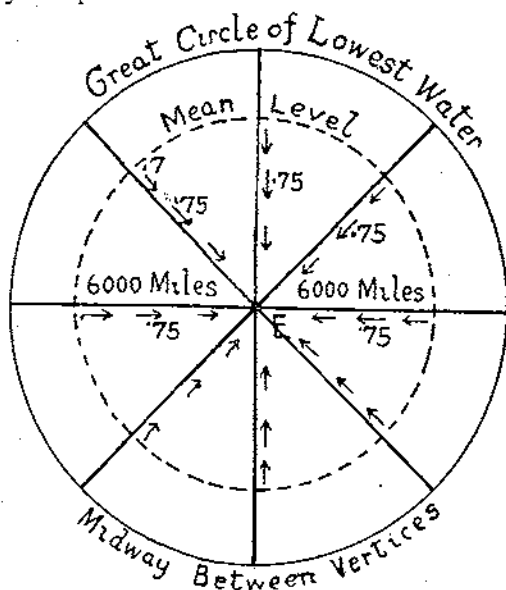 Great Circle of Lowest Water
Mean Level
.7
.75
.75
.75
6000 Miles
6000 Miles
.75
.75
E
Midway Between Vertices